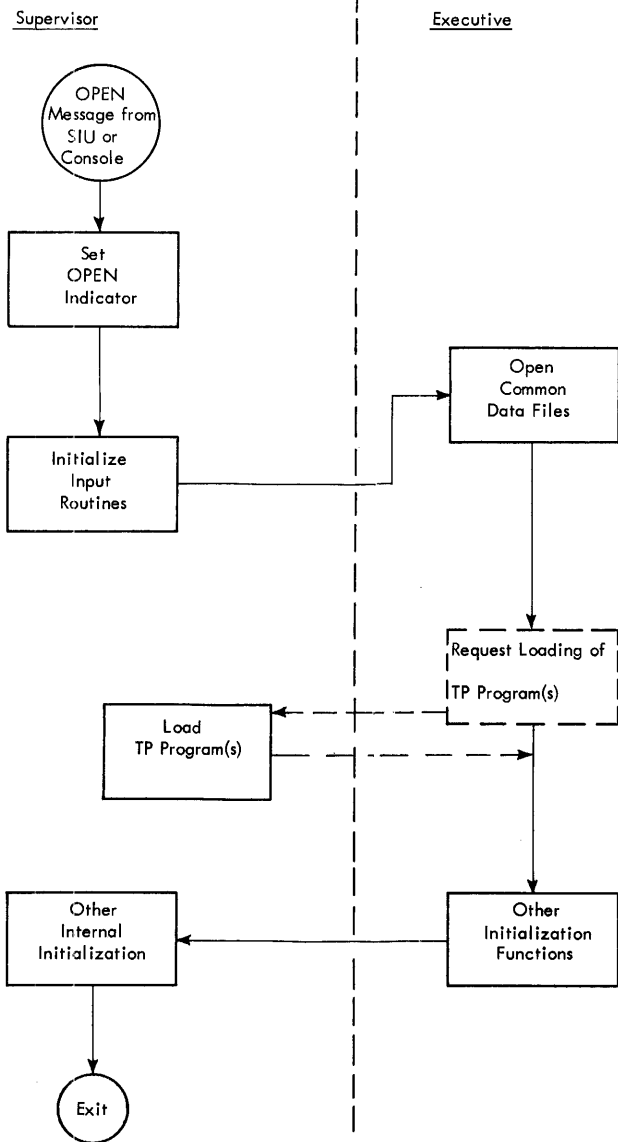 Supervisor
Executive
OPEN
Message from
SIU or
Console
Set
OPEN
Indicator
Open
Common
Data Files
Initialize
Input
Routines
Request Loading of
TP Program(s)
Load
TP Program(s)
Other
Internal
Initialization
Other
Initialization
Functions
Exit